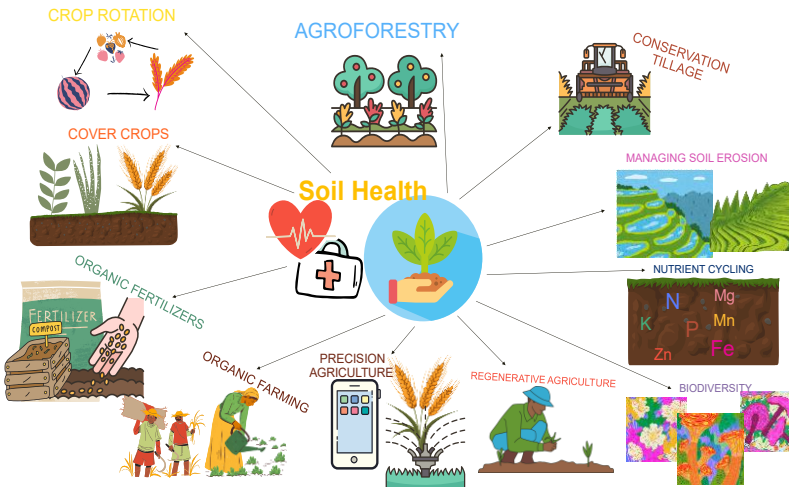 CROP ROTATION
AGROFORESTRY
CONSERVATION
TILLAGE
COVER CROPS
MANAGING SOIL EROSION
Soil Health
NUTRIENT CYCLING
N
Mg
K
P
Mn
Zn
Fe
ORGANIC FERTILIZERS
FERTILIZER
COMPOST
ORGANIC FARMING
PRECISION
AGRICULTURE
REGENERATIVE AGRICULTURE
BIODIVERSITY